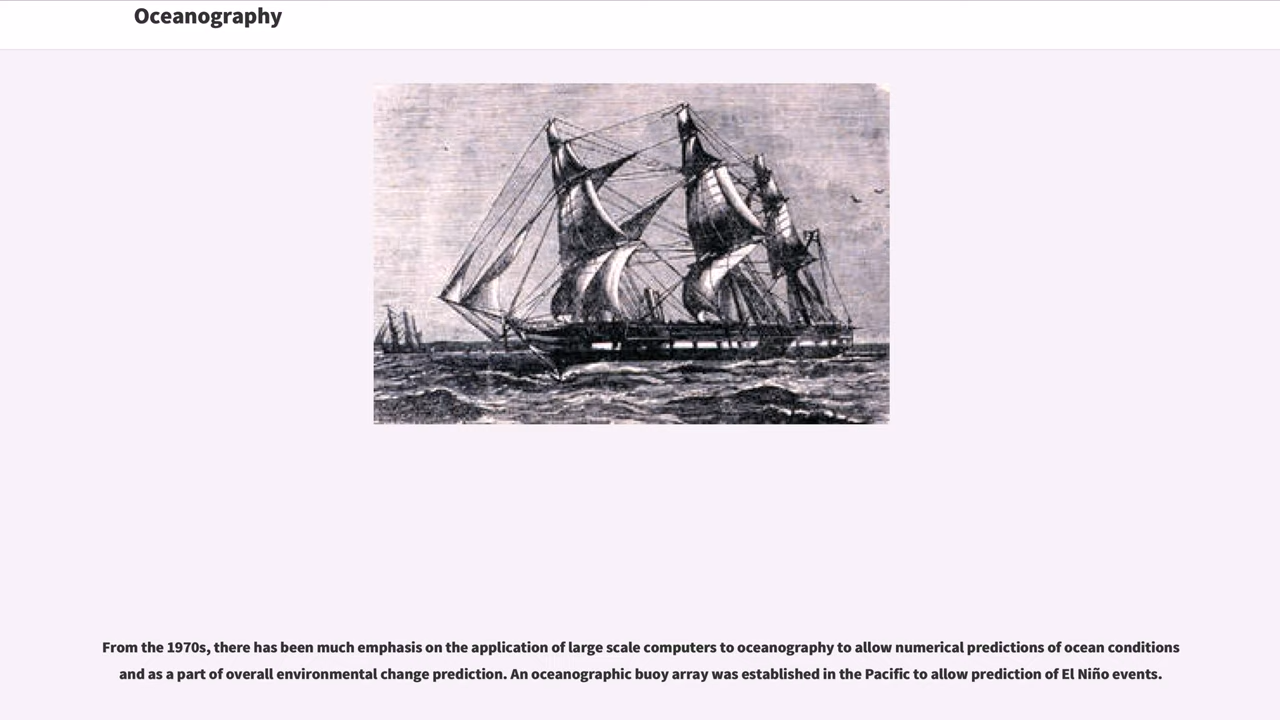 Oceanography
From the 1970s, there has been much emphasis on the application of large scale computers to oceanography to allow numerical predictions of ocean conditions
and as a part of overall environmental change prediction. An oceanographic buoy array was established in the Pacific to allow prediction of El Niño events.